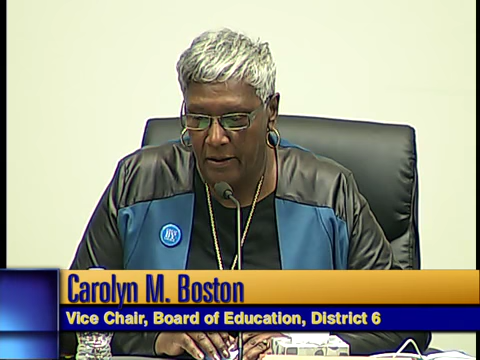 Carolyn M. Boston
Vice Chair, Board of Education, District 6